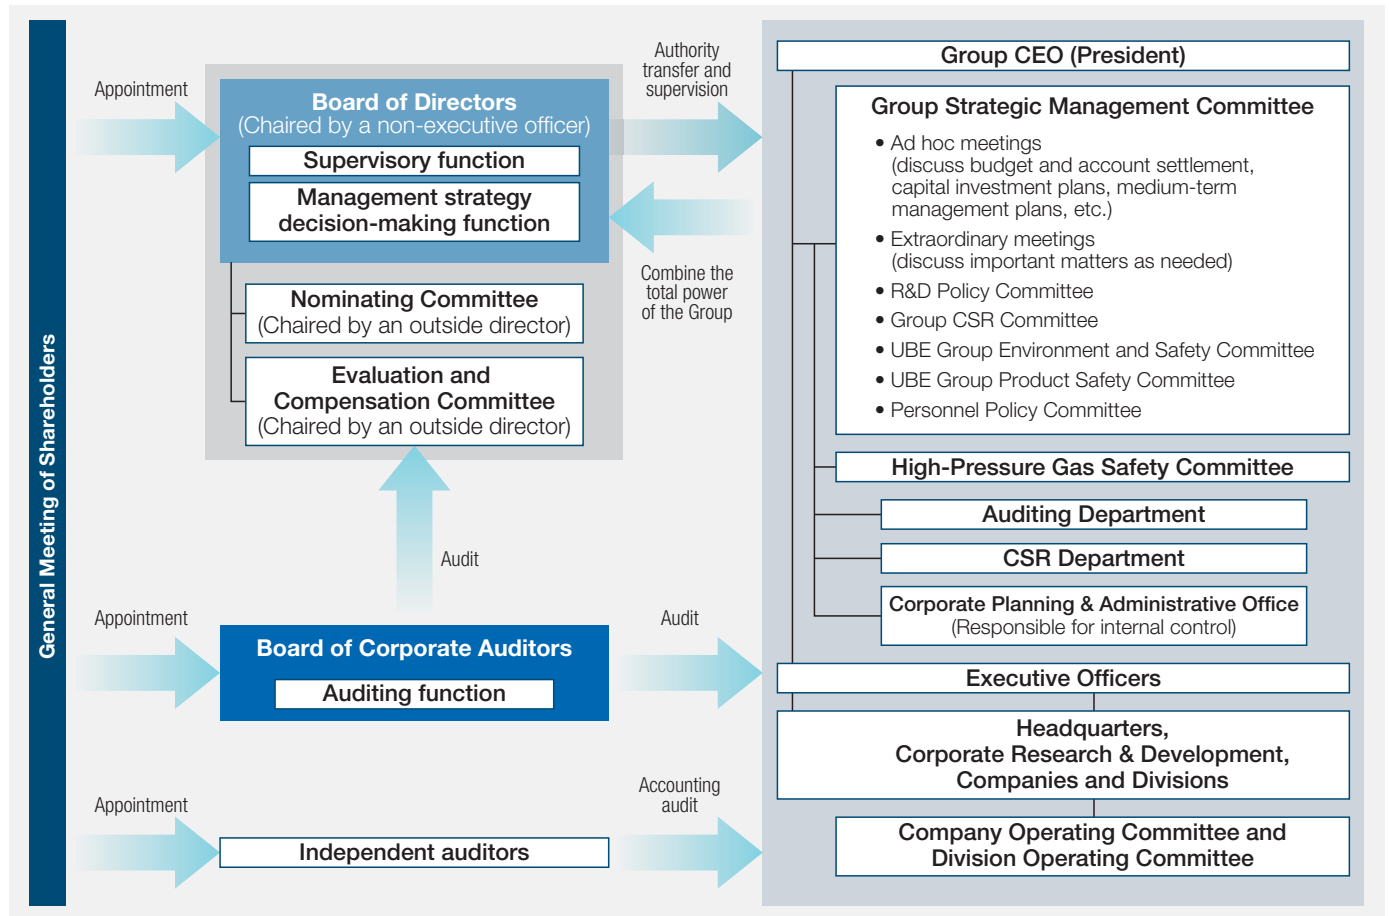 General Meeting of Shareholders
Appointment
Board of Directors
(Chaired by a non-executive officer)
Supervisory function
Management strategy
decision-making function
Nominating Committee
(Chaired by an outside director)
Evaluation and
Compensation Committee
(Chaired by an outside director)
Authority
transfer and
supervision
Combine the
total power
of the Group
Audit
Appointment
Board of Corporate Auditors
Auditing function
Audit
Appointment
Independent auditors
Accounting
audit
Group CEO (President)
Group Strategic Management Committee
• Ad hoc meetings
(discuss budget and account settlement,
capital investment plans, medium-term
management plans, etc.)
• Extraordinary meetings
(discuss important matters as needed)
• R&D Policy Committee
• Group CSR Committee
• UBE Group Environment and Safety Committee
• UBE Group Product Safety Committee
• Personnel Policy Committee
High-Pressure Gas Safety Committee
Auditing Department
CSR Department
Corporate Planning & Administrative Office
(Responsible for internal control)
Executive Officers
Headquarters,
Corporate Research & Development,
Companies and Divisions
Company Operating Committee and
Division Operating Committee